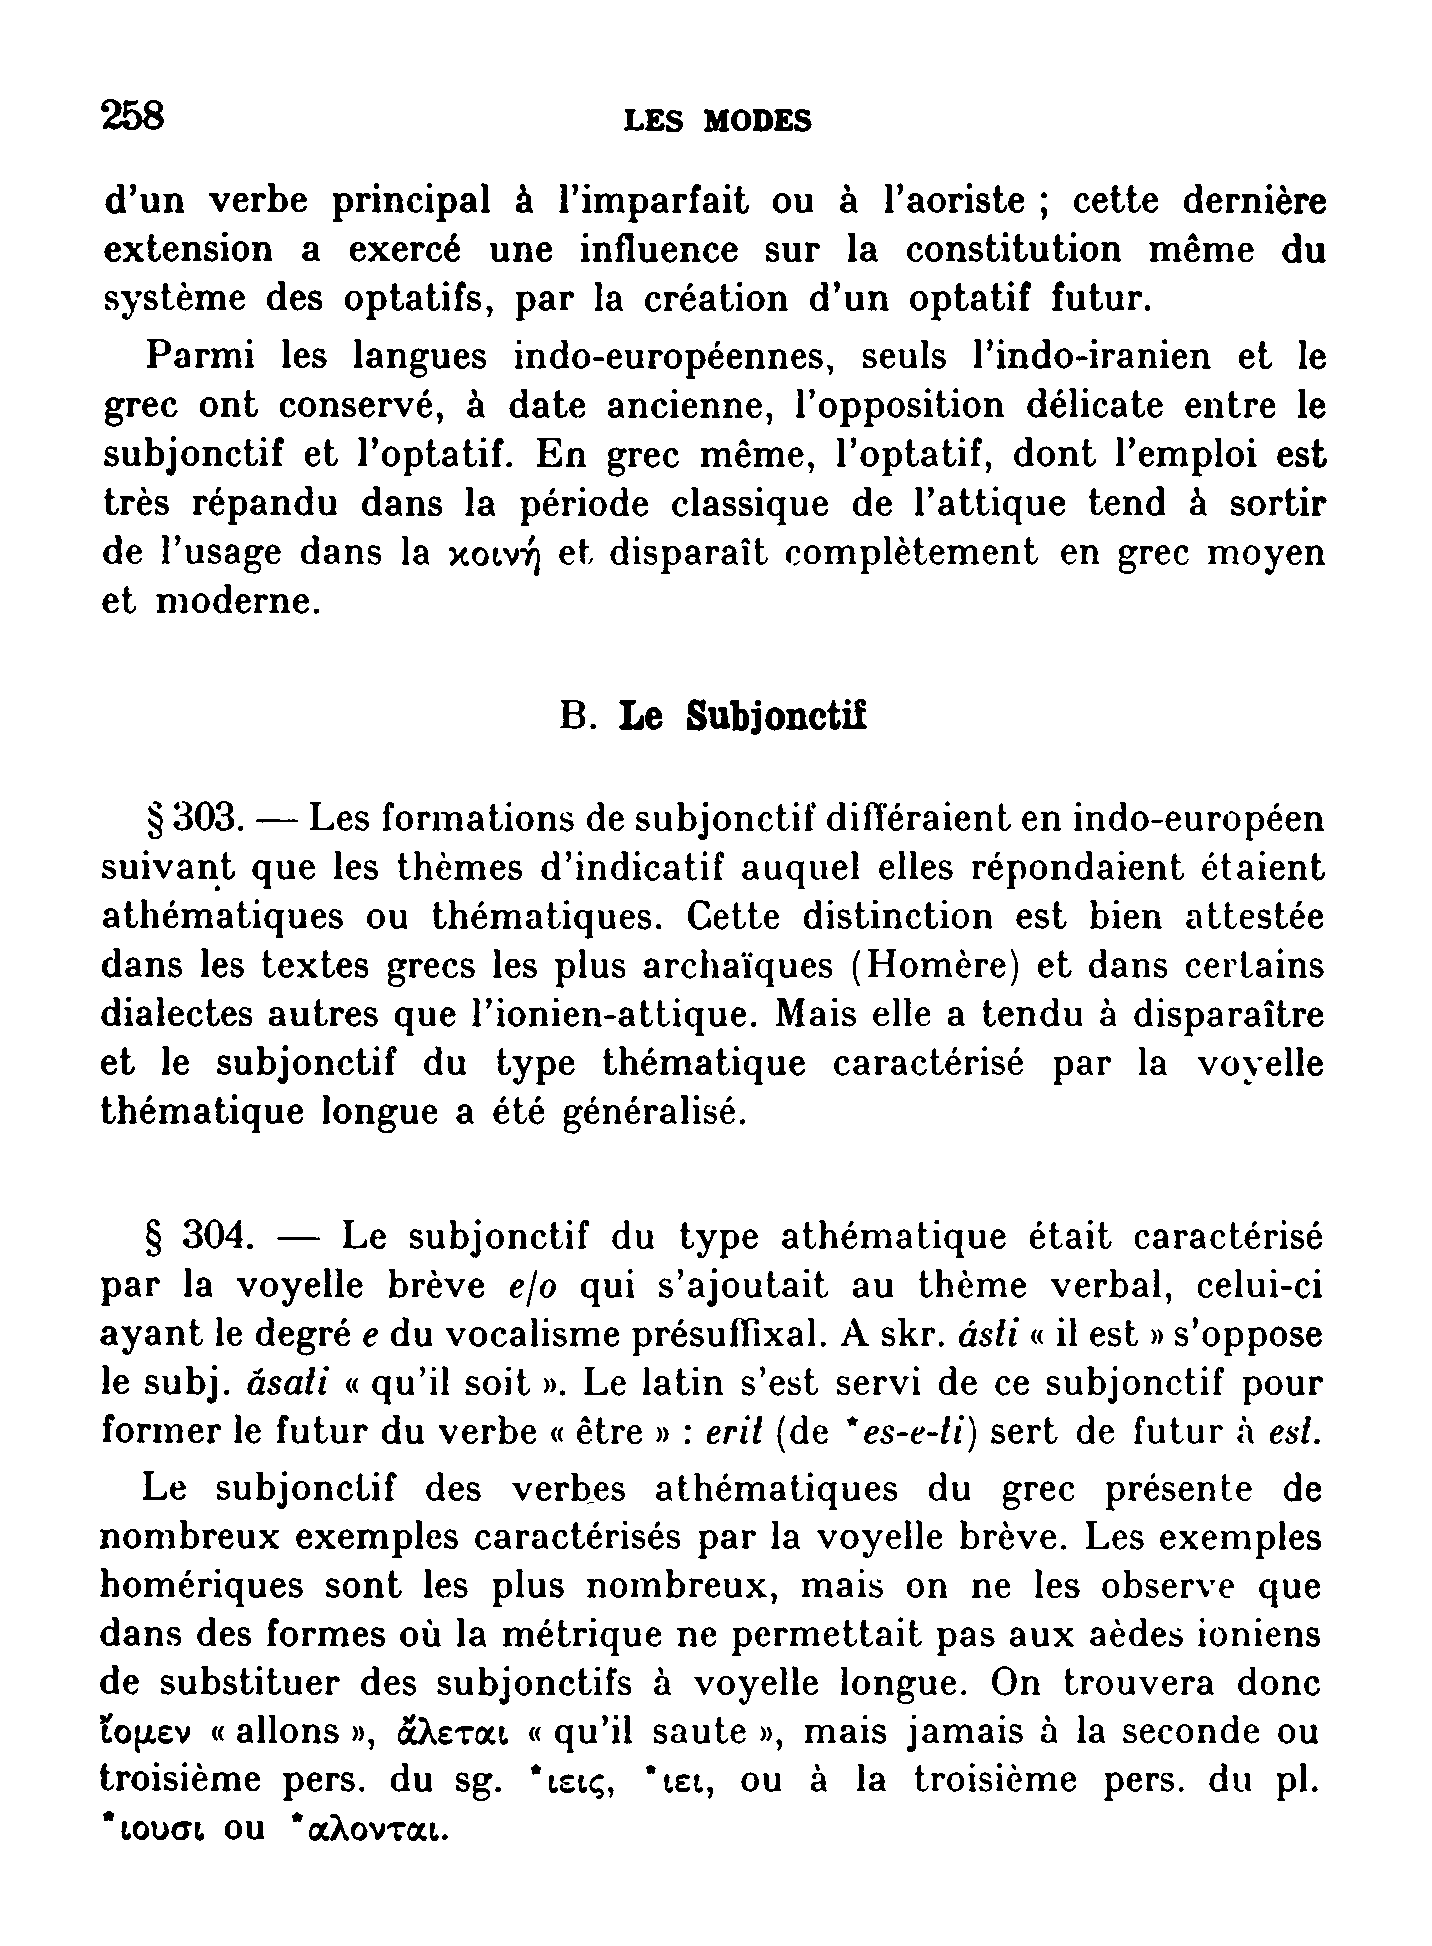 258 LES MODES
d'un verbe principal à l'imparfait ou à l'aoriste ; cette dernière
extension a exercé une influence sur la constitution même du
système des optatifs, par la création d'un optatif futur.
Parmi les langues indo-européennes, seuls l'indo-iranien et le
grec ont conservé, à date ancienne, l'opposition délicate entre le
subjonctif et l'optatif. En grec même, l'optatif, dont l'emploi est
très répandu dans la période classique de l'attique tend à sortir
de l'usage dans la κοινή et disparaît complètement en grec moyen
et moderne.
B. Le Subjonctif
§ 303. — Les formations de subjonctif différaient en indo-européen
suivant que les thèmes d'indicatif auquel elles répondaient étaient
athématiques ou thématiques. Cette distinction est bien attestée
dans les textes grecs les plus archaïques (Homère) et dans certains
dialectes autres que l'ionien-attique. Mais elle a tendu à disparaître
et le subjonctif du type thématique caractérisé par la voyelle
thématique longue a été généralisé.
§ 304. — Le subjonctif du type athématique était caractérisé
par la voyelle brève e/o qui s'ajoutait au thème verbal, celui-ci
ayant le degré e du vocalisme présuffixal. A skr. ásti « il est » s'oppose
le subj. ásati « qu'il soit ». Le latin s'est servi de ce subjonctif pour
former le futur du verbe « être » : erit (de *es-e-ti) sert de futur à est.
Le subjonctif des verbes athématiques du grec présente de
nombreux exemples caractérisés par la voyelle brève. Les exemples
homériques sont les plus nombreux, mais on ne les observe que
dans des formes où la métrique ne permettait pas aux aèdes ioniens
de substituer des subjonctifs à voyelle longue. On trouvera donc
ἴομεν « allons », ἅλεται « qu'il saute », mais jamais à la seconde ou
troisième pers. du sg. *ιεις, *ιει, ou à la troisième pers. du pl.
*ιουσι ou *αλονται.